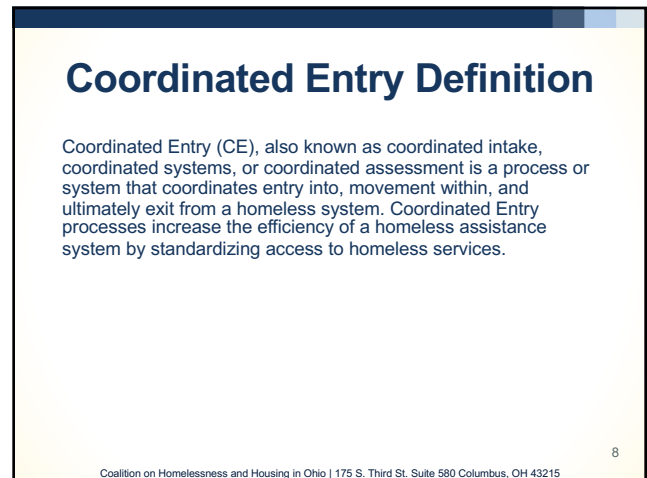 Coordinated Entry Definition
Coordinated Entry (CE), also known as coordinated intake,
coordinated systems, or coordinated assessment is a process or
system that coordinates entry into, movement within, and
ultimately exit from a homeless system. Coordinated Entry
processes increase the efficiency of a homeless assistance
system by standardizing access to homeless services.
8
Coalition on Homelessness and Housing in Ohio | 175 S. Third St. Suite 580 Columbus, OH 43215